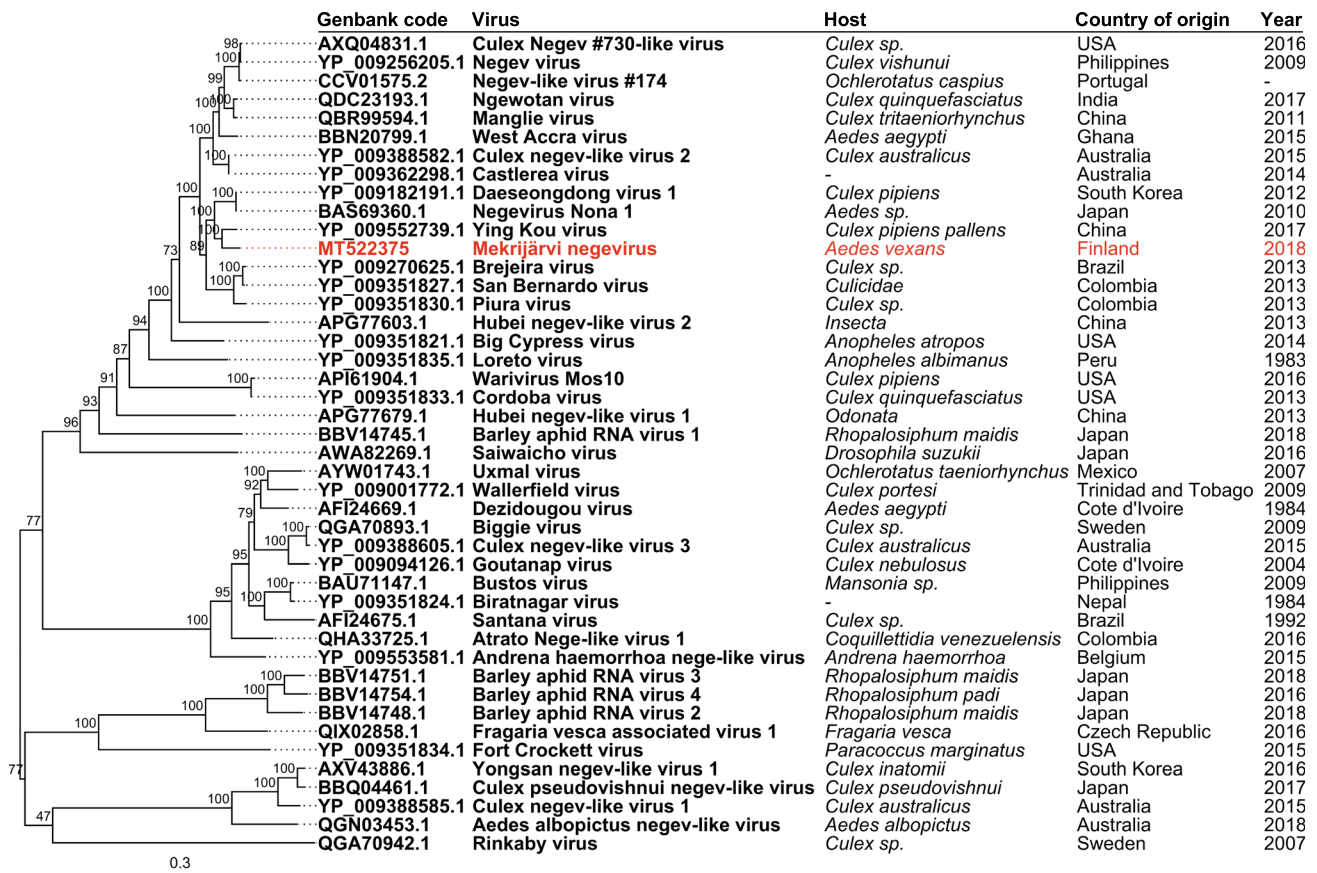 Genbank code Virus Host Country of origin Year
98 AXQ04831.1 Culex Negev #730-like virus Culex sp. USA 2016
100 YP_009256205.1 Negev virus Culex vishunui Philippines 2009
99 CCV01575.2 Negev-like virus #174 Ochlerotatus caspius Portugal -
100 100 QDC23193.1 Ngewotan virus Culex quinquefasciatus India 2017
QBR99594.1 Manglie virus Culex tritaeniorhynchus China 2011
100 BBN20799.1 West Accra virus Aedes aegypti Ghana 2015
100 YP_009388582.1 Culex negev-like virus 2 Culex australicus Australia 2015
YP_009362298.1 Castlerea virus - Australia 2014
100 100 YP_009182191.1 Daeseongdong virus 1 Culex pipiens South Korea 2012
100 BAS69360.1 Negevirus Nona 1 Aedes sp. Japan 2010
100 YP_009552739.1 Ying Kou virus Culex pipiens pallens China 2017
73 89 MT522375 Mekrijärvi negevirus Aedes vexans Finland 2018
100 YP_009270625.1 Brejeira virus Culex sp. Brazil 2013
100 YP_009351827.1 San Bernardo virus Culicidae Colombia 2013
100 YP_009351830.1 Piura virus Culex sp. Colombia 2013
94 APG77603.1 Hubei negev-like virus 2 Insecta China 2013
87 YP_009351821.1 Big Cypress virus Anopheles atropos USA 2014
YP_009351835.1 Loreto virus Anopheles albimanus Peru 1983
91 100 API61904.1 Warivirus Mos10 Culex pipiens USA 2016
93 YP_009351833.1 Cordoba virus Culex quinquefasciatus USA 2013
96 APG77679.1 Hubei negev-like virus 1 Odonata China 2013
BBV14745.1 Barley aphid RNA virus 1 Rhopalosiphum maidis Japan 2018
AWA82269.1 Saiwaicho virus Drosophila suzukii Japan 2016
100 AYW01743.1 Uxmal virus Ochlerotatus taeniorhynchus Mexico 2007
92 YP_009001772.1 Wallerfield virus Culex portesi Trinidad and Tobago 2009
79 AFI24669.1 Dezidougou virus Aedes aegypti Cote d'Ivoire 1984
77 100 QGA70893.1 Biggie virus Culex sp. Sweden 2009
100 YP_009388605.1 Culex negev-like virus 3 Culex australicus Australia 2015
95 YP_009094126.1 Goutanap virus Culex nebulosus Cote d'Ivoire 2004
100 BAU71147.1 Bustos virus Mansonia sp. Philippines 2009
95 100 YP_009351824.1 Biratnagar virus - Nepal 1984
100 AFI24675.1 Santana virus Culex sp. Brazil 1992
QHA33725.1 Atrato Nege-like virus 1 Coquillettidia venezuelensis Colombia 2016
YP_009553581.1 Andrena haemorrhoa nege-like virus Andrena haemorrhoa Belgium 2015
100 BBV14751.1 Barley aphid RNA virus 3 Rhopalosiphum maidis Japan 2018
100 BBV14754.1 Barley aphid RNA virus 4 Rhopalosiphum padi Japan 2016
100 BBV14748.1 Barley aphid RNA virus 2 Rhopalosiphum maidis Japan 2018
100 QIX02858.1 Fragaria vesca associated virus 1 Fragaria vesca Czech Republic 2016
YP_009351834.1 Fort Crockett virus Paracoccus marginatus USA 2015
77 100 AXV43886.1 Yongsan negev-like virus 1 Culex inatomii South Korea 2016
100 BBQ04461.1 Culex pseudovishnui negev-like virus Culex pseudovishnui Japan 2017
100 YP_009388585.1 Culex negev-like virus 1 Culex australicus Australia 2015
47 QGN03453.1 Aedes albopictus negev-like virus Aedes albopictus Australia 2018
QGA70942.1 Rinkaby virus Culex sp. Sweden 2007
0.3